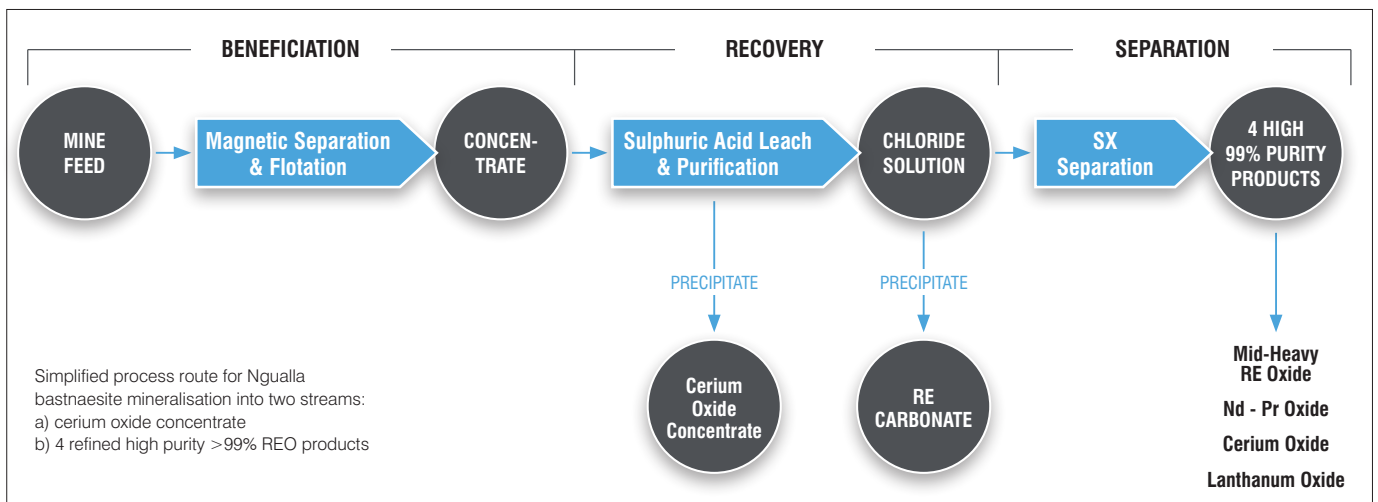 BENEFICIATION
RECOVERY
SEPARATION
MINE
FEED
Magnetic Separation
& Flotation
CONCEN-
TRATE
Sulphuric Acid Leach
& Purification
CHLORIDE
SOLUTION
SX
Separation
4 HIGH
99% PURITY
PRODUCTS
PRECIPITATE
PRECIPITATE
Cerium
Oxide
Concentrate
RE
CARBONATE
Mid-Heavy
RE Oxide
Nd - Pr Oxide
Cerium Oxide
Lanthanum Oxide
Simplified process route for Ngualla
bastnaesite mineralisation into two streams:
a) cerium oxide concentrate
b) 4 refined high purity >99% REO products